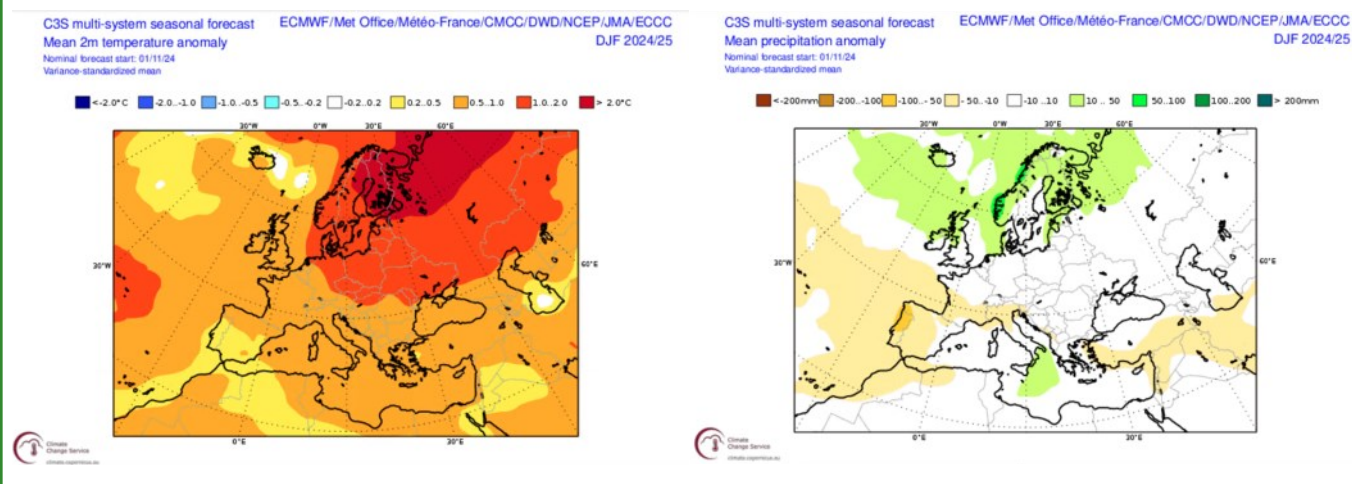 C3S multi-system seasonal forecast
ECMWF/Met Office/Météo-France/CMCC/DWD/NCEP/JMA/ECCC
Mean 2m temperature anomaly
DJF 2024/25
Nominal forecast start: 01/11/24
Variance-standardized mean
<-2.0°C
-2.0..-1.0
-1.0..-0.5
-0.5..-0.2
-0.2..0.2
0.2..0.5
0.5..1.0
1.0..2.0
> 2.0°C
30°W
0°W
30°E
60°E
30°W
60°E
0°E
30°E
Climate
Change Service
climate.copernicus.eu
C3S multi-system seasonal forecast
ECMWF/Met Office/Météo-France/CMCC/DWD/NCEP/JMA/ECCC
Mean precipitation anomaly
DJF 2024/25
Nominal forecast start: 01/11/24
Variance-standardized mean
<-200mm
-200..-100
-100..- 50
- 50..-10
-10 ..10
10 .. 50
50..100
100..200
> 200mm
30°W
0°W
30°E
60°E
30°W
60°E
0°E
30°E
Climate
Change Service
climate.copernicus.eu